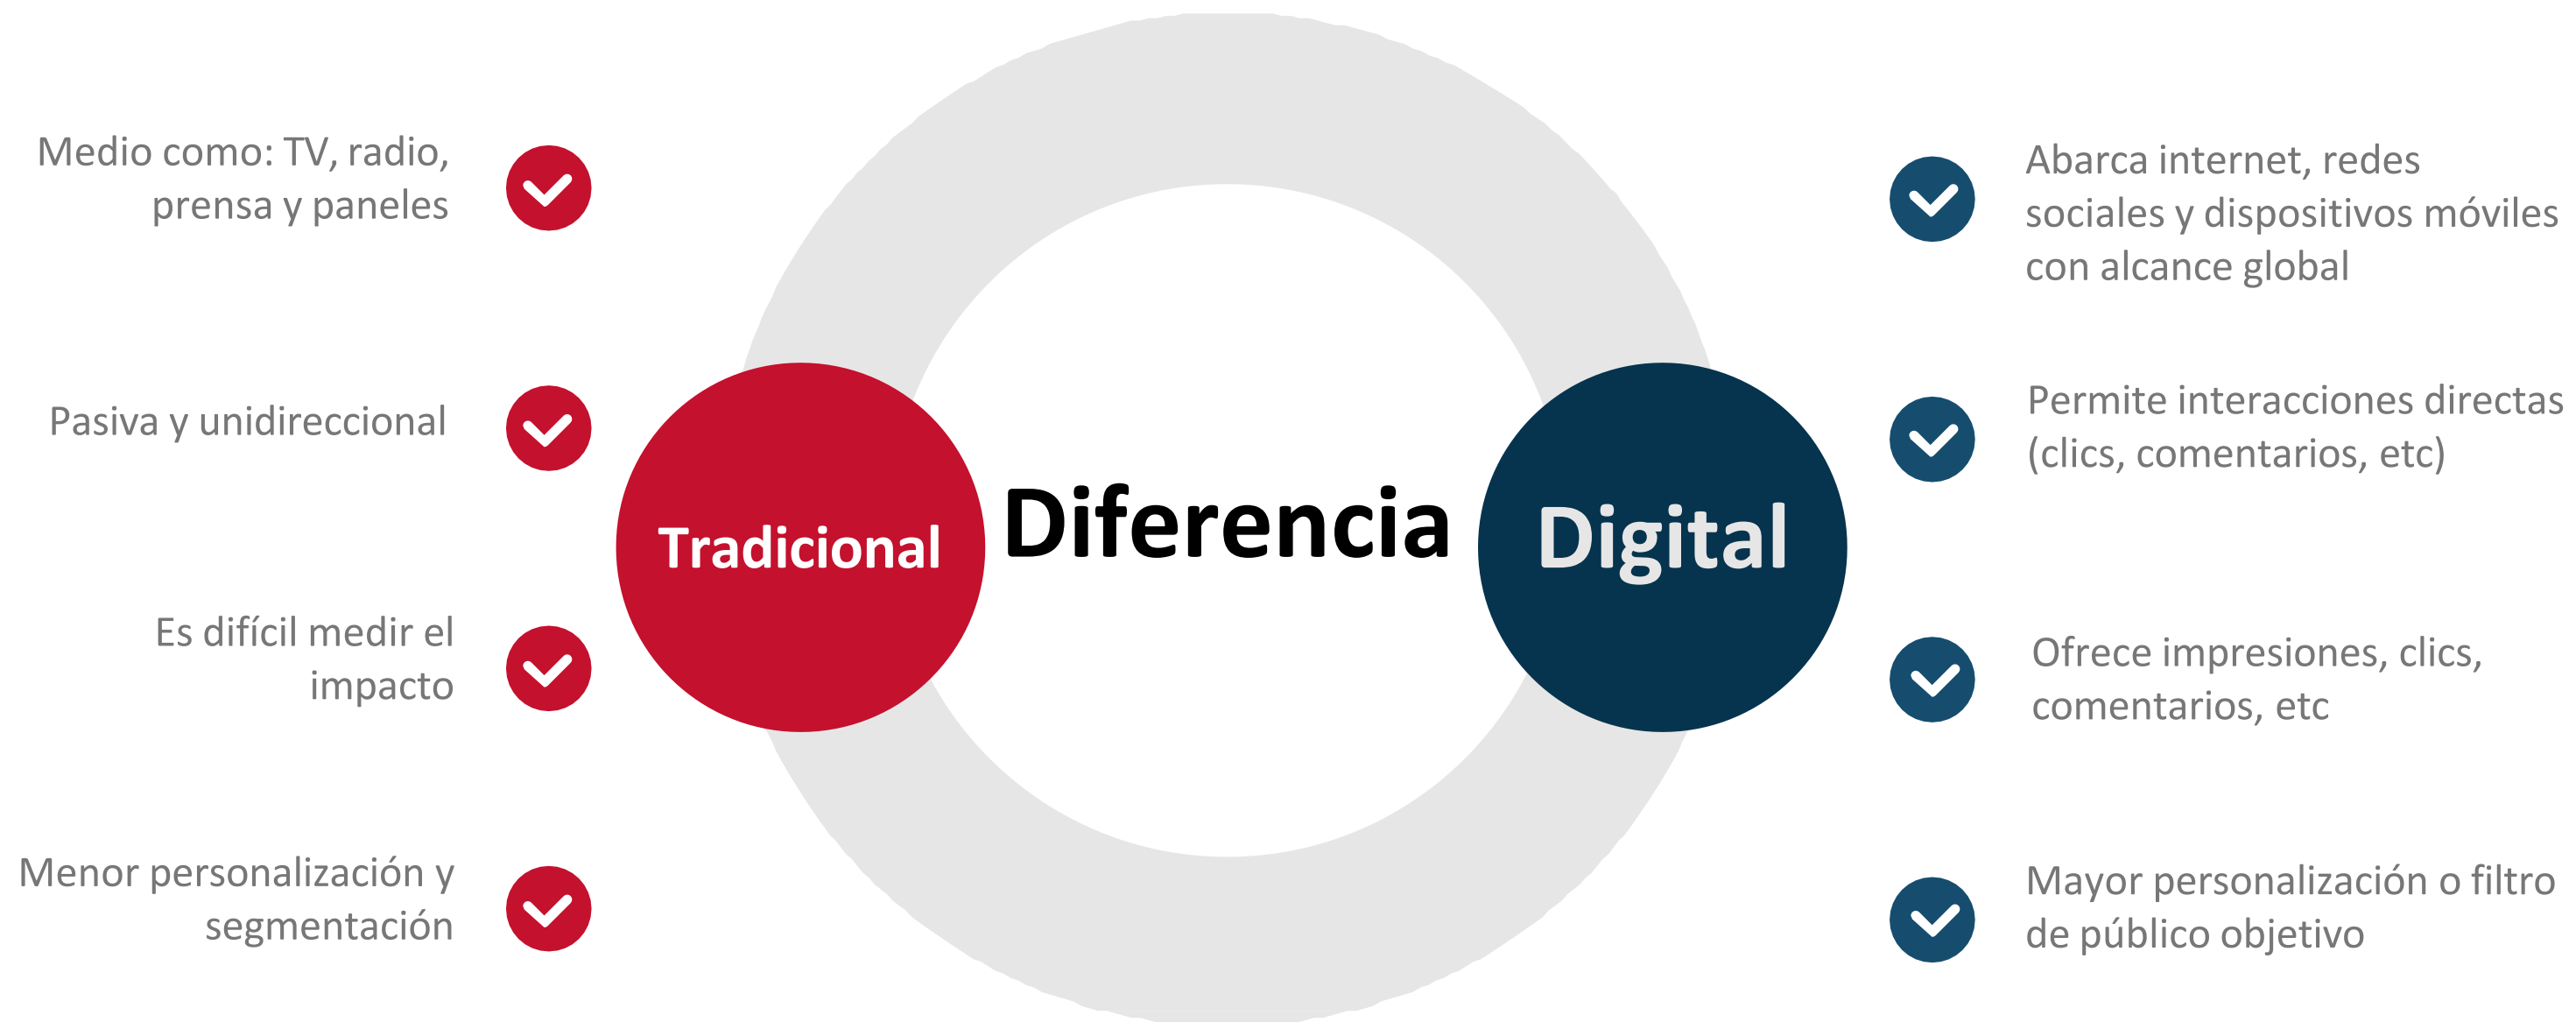 Medio como: TV, radio,
prensa y paneles
Pasiva y unidireccional
Es difícil medir el
impacto
Menor personalización y
segmentación
Tradicional
Diferencia
Digital
Abarca internet, redes
sociales y dispositivos móviles
con alcance global
Permite interacciones directas
(clics, comentarios, etc)
Ofrece impresiones, clics,
comentarios, etc
Mayor personalización o filtro
de público objetivo